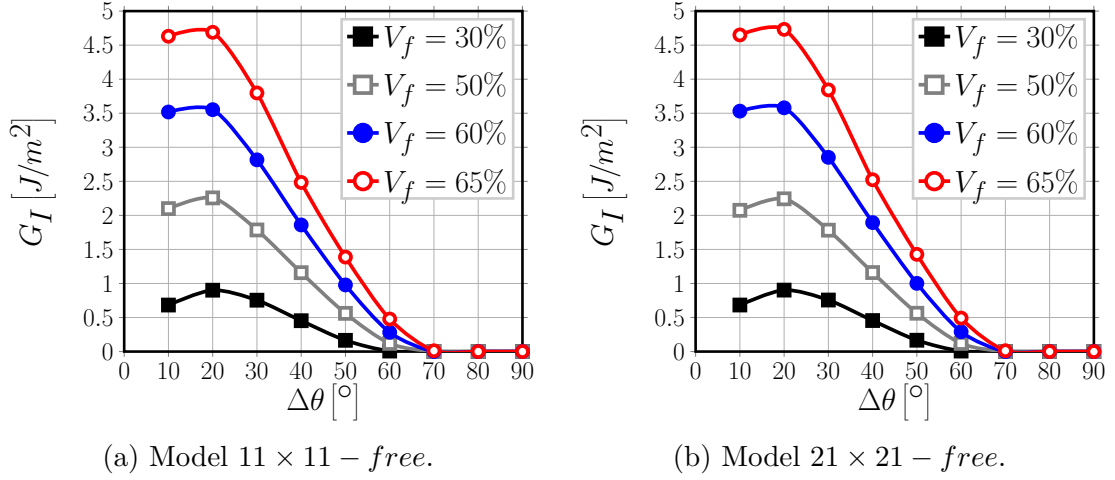 5
4.5
4
3.5
3
2.5
2
1.5
1
0.5
0
G_I [J/m^2]
V_f = 30%
V_f = 50%
V_f = 60%
V_f = 65%
0 10 20 30 40 50 60 70 80 90
Δθ [°]
(a) Model 11 × 11 − free.
5
4.5
4
3.5
3
2.5
2
1.5
1
0.5
0
G_I [J/m^2]
V_f = 30%
V_f = 50%
V_f = 60%
V_f = 65%
0 10 20 30 40 50 60 70 80 90
Δθ [°]
(b) Model 21 × 21 − free.